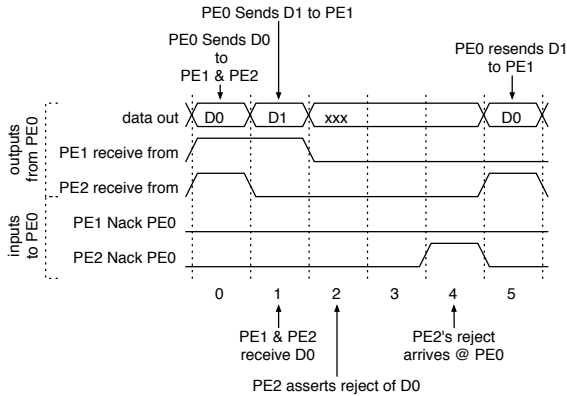 PE0 Sends D1 to PE1
PE0 Sends D0
to
PE1 & PE2
PE0 resends D1
to PE1
outputs
from PE0
data out
D0
D1
xxx
D0
PE1 receive from
PE2 receive from
inputs
to PE0
PE1 Nack PE0
PE2 Nack PE0
0
1
2
3
4
5
PE1 & PE2
receive D0
PE2's reject
arrives @ PE0
PE2 asserts reject of D0